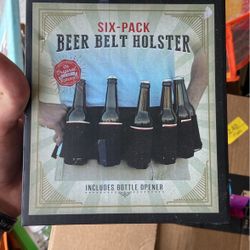 SIX-PACK
BEER BELT HOLSTER
INCLUDES BOTTLE OPENER